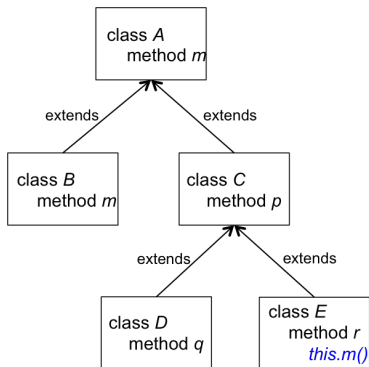 class A
method m
extends
extends
class B
method m
class C
method p
extends
extends
class D
method q
class E
method r
this.m()